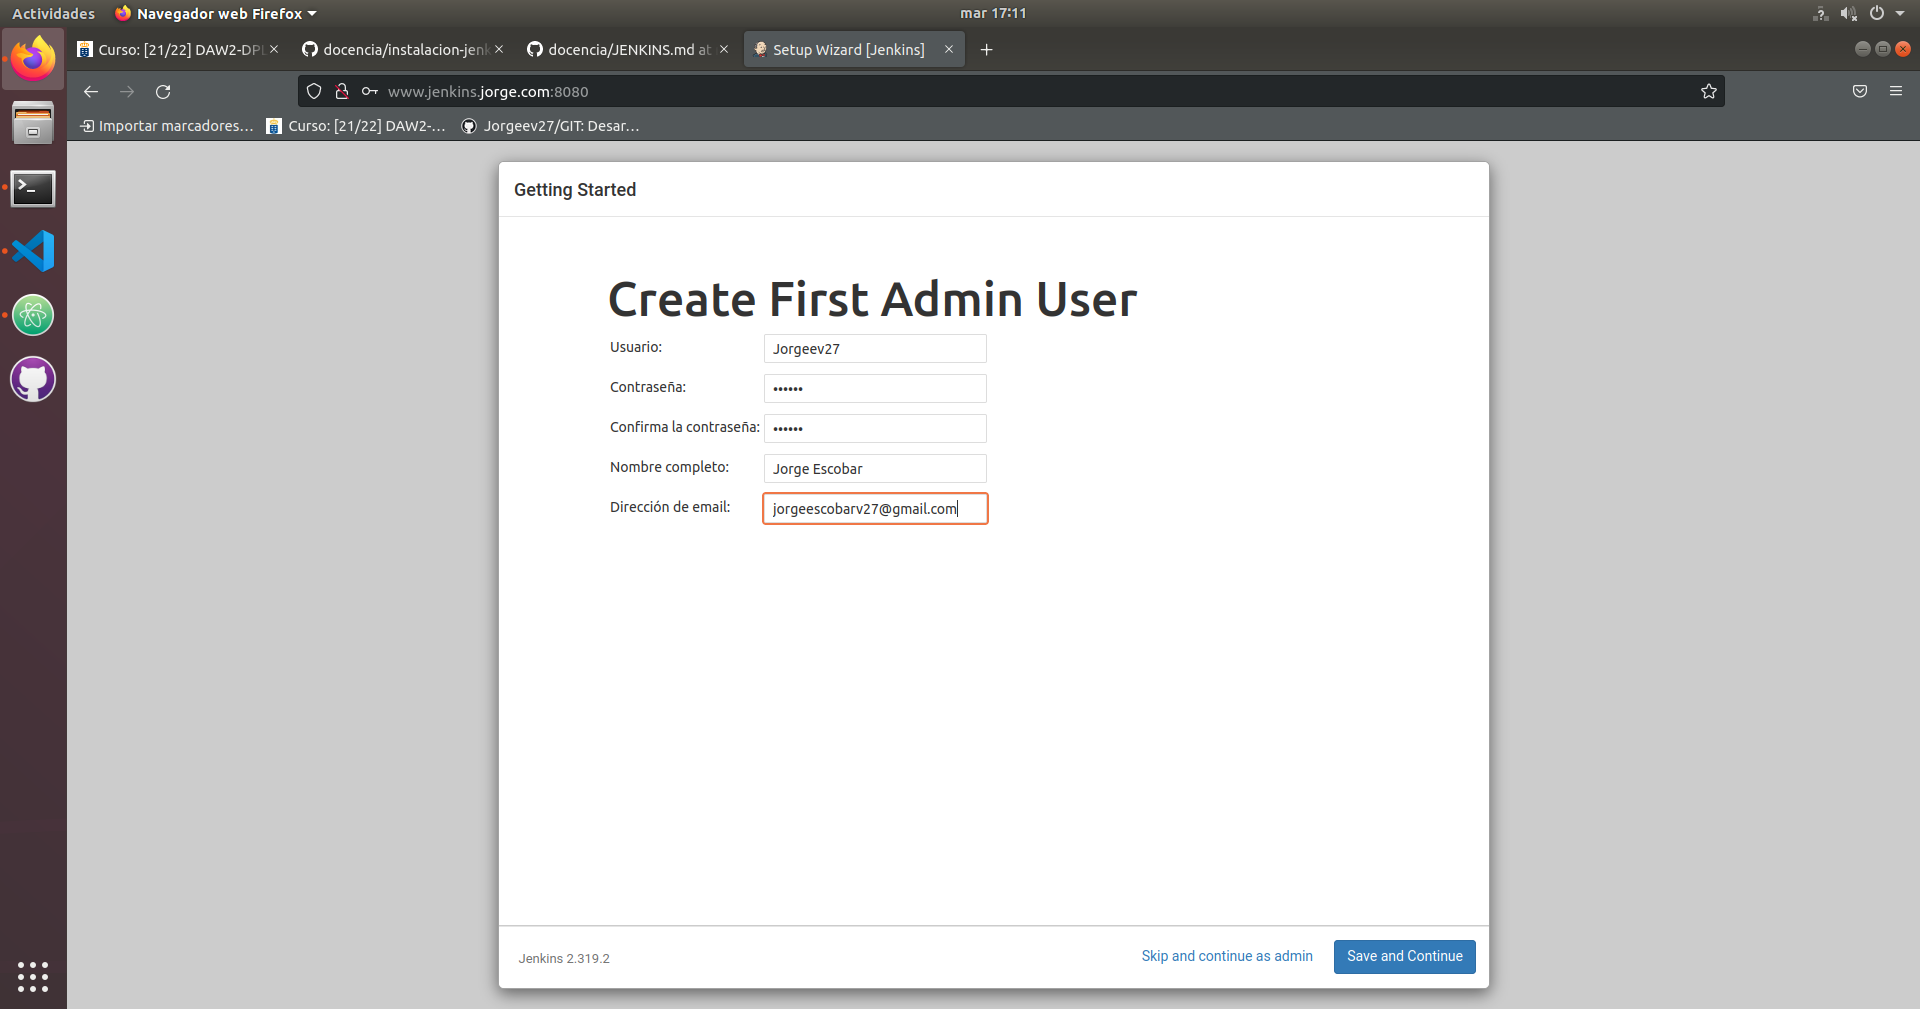 Actividades
Navegador web Firefox
mar 17:11
Curso: [21/22] DAW2-DPL
docencia/instalacion-jenk
docencia/JENKINS.md at
Setup Wizard [Jenkins]
www.jenkins.jorge.com:8080
Importar marcadores...
Curso: [21/22] DAW2-...
Jorgeev27/GIT: Desar...
Getting Started
Create First Admin User
Usuario:
Jorgeev27
Contraseña:
••••••
Confirma la contraseña:
••••••
Nombre completo:
Jorge Escobar
Dirección de email:
jorgeescobarv27@gmail.com
Jenkins 2.319.2
Skip and continue as admin
Save and Continue